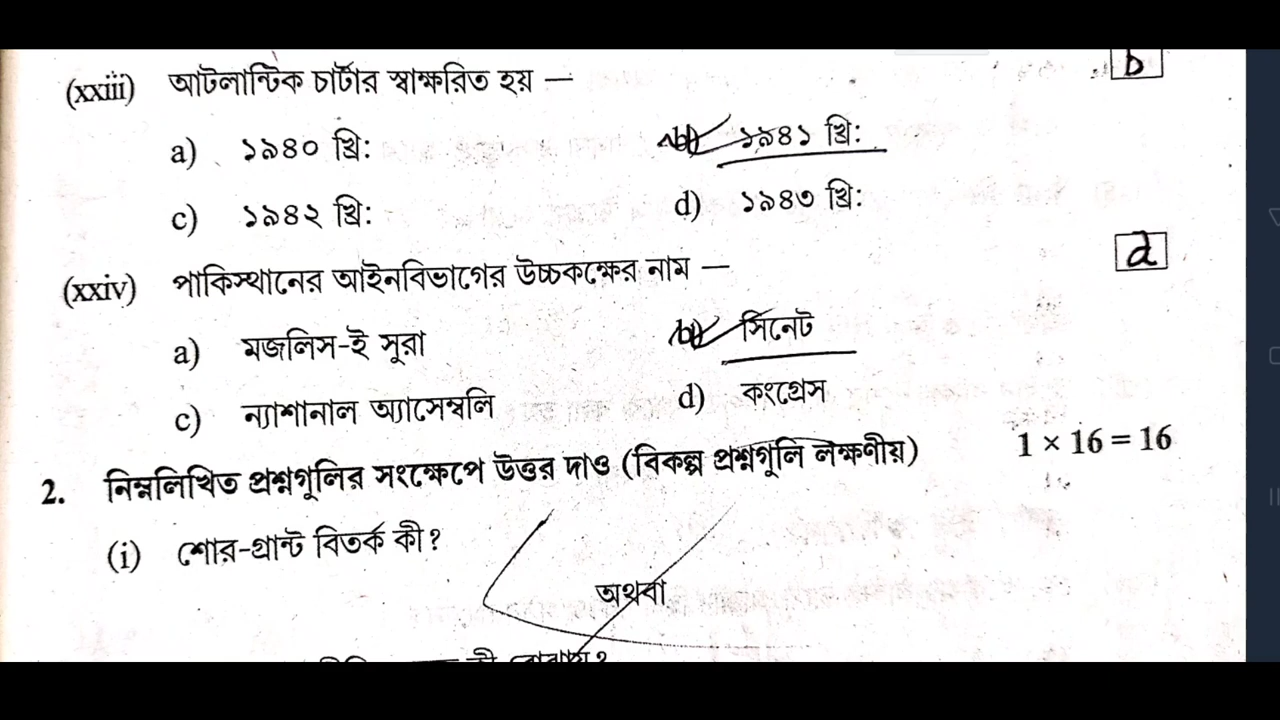 (xxiii) আটলান্টিক চার্টার স্বাক্ষরিত হয় — b
a) ১৯৪০ খ্রি: b) ১৯৪১ খ্রি:
c) ১৯৪২ খ্রি: d) ১৯৪৩ খ্রি:
(xxiv) পাকিস্থানের আইনবিভাগের উচ্চকক্ষের নাম — a
a) মজলিস-ই সুরা b) সিনেট
c) ন্যাশানাল অ্যাসেম্বলি d) কংগ্রেস
2. নিম্নলিখিত প্রশ্নগুলির সংক্ষেপে উত্তর দাও (বিকল্প প্রশ্নগুলি লক্ষণীয়) 1 × 16 = 16
(i) শোর-গ্রান্ট বিতর্ক কী?
অথবা
কী বোঝায়?